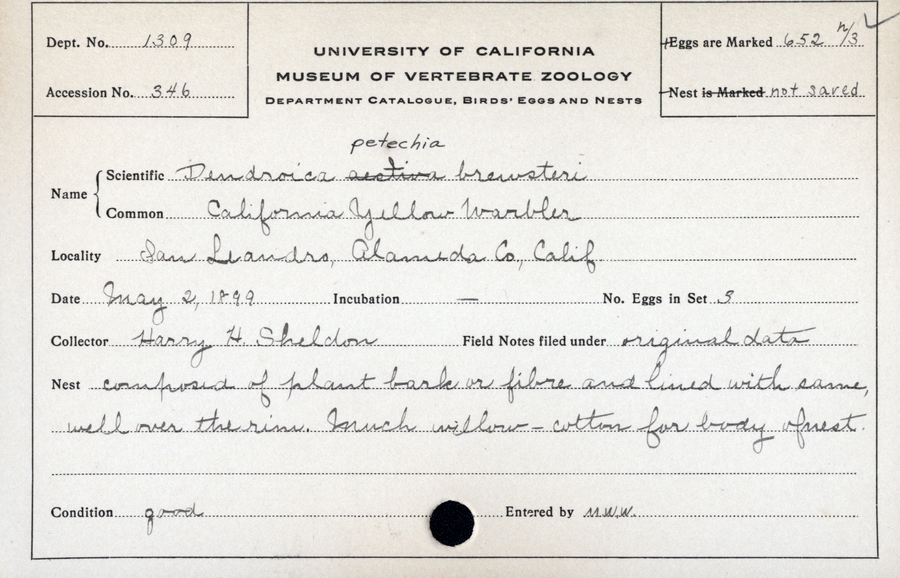 Dept. No. 1309
Accession No. 346
UNIVERSITY OF CALIFORNIA
MUSEUM OF VERTEBRATE ZOOLOGY
DEPARTMENT CATALOGUE, BIRDS' EGGS AND NESTS
Eggs are Marked 652 n/3
Nest is Marked not saved
petechia
Name
Scientific Dendroica aestiva brewsteri
Common California Yellow Warbler
Locality San Leandro, Alameda Co., Calif.
Date May 2, 1899 Incubation — No. Eggs in Set 3
Collector Harry H. Sheldon Field Notes filed under original data
Nest composed of plant bark or fibre and lined with same,
well over the rim. Much willow-cotton for body of nest.
Condition good Entered by